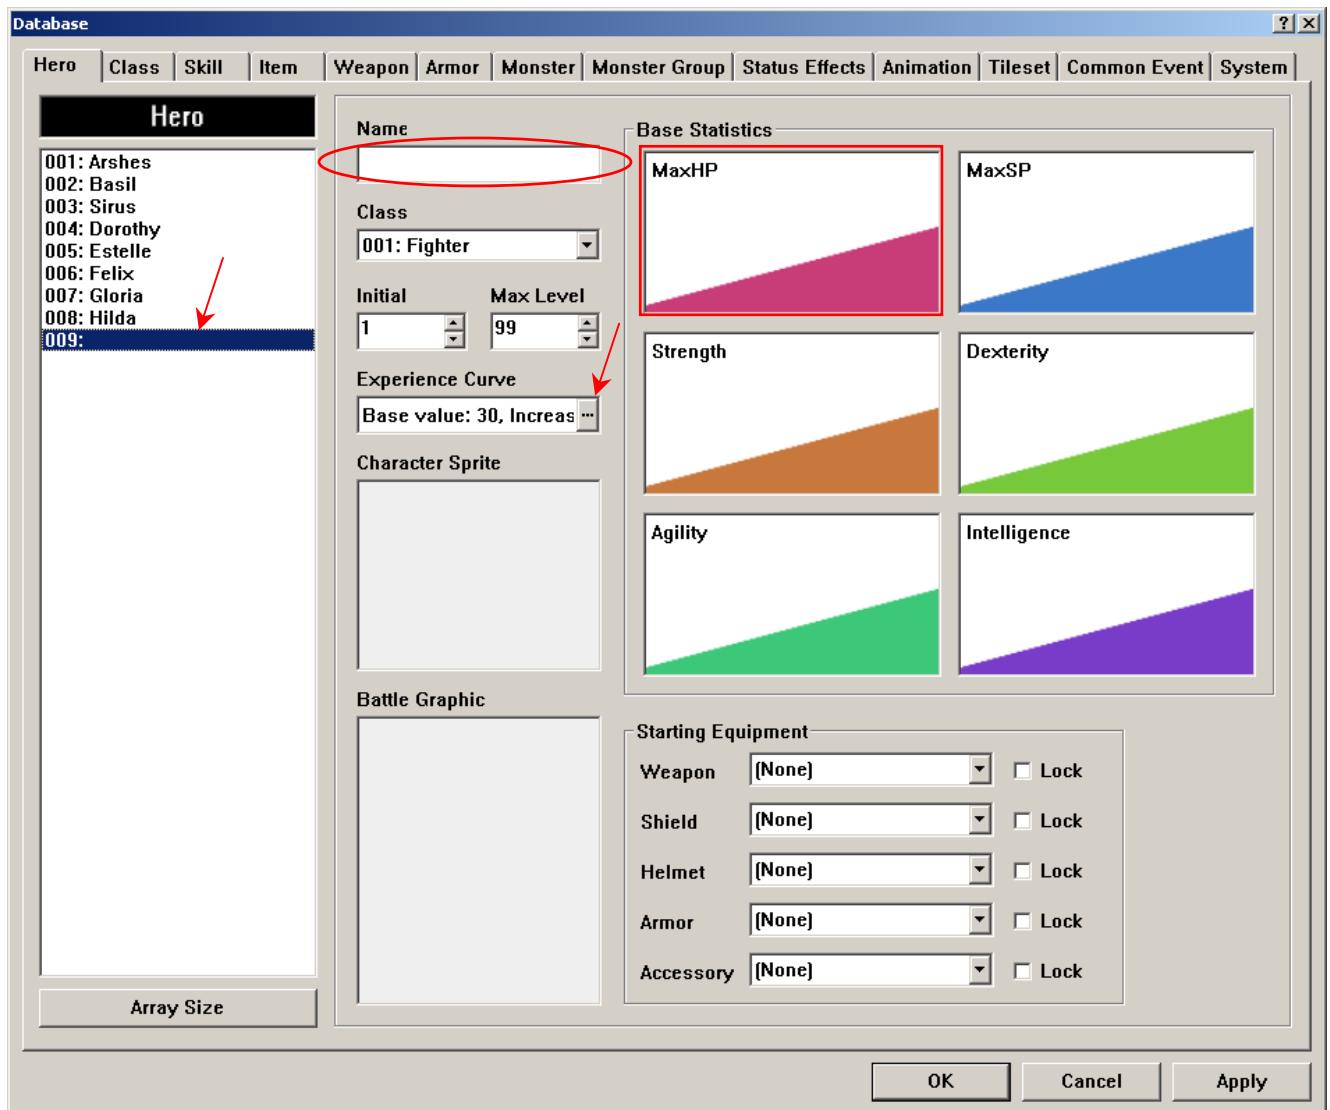 Database
Hero Class Skill Item Weapon Armor Monster Monster Group Status Effects Animation Tileset Common Event System
Hero
001: Arshes
002: Basil
003: Sirus
004: Dorothy
005: Estelle
006: Felix
007: Gloria
008: Hilda
009:
Array Size
Name
Class
001: Fighter
Initial Max Level
1 99
Experience Curve
Base value: 30, Increas ...
Character Sprite
Battle Graphic
Base Statistics
MaxHP MaxSP
Strength Dexterity
Agility Intelligence
Starting Equipment
Weapon (None) Lock
Shield (None) Lock
Helmet (None) Lock
Armor (None) Lock
Accessory (None) Lock
OK Cancel Apply